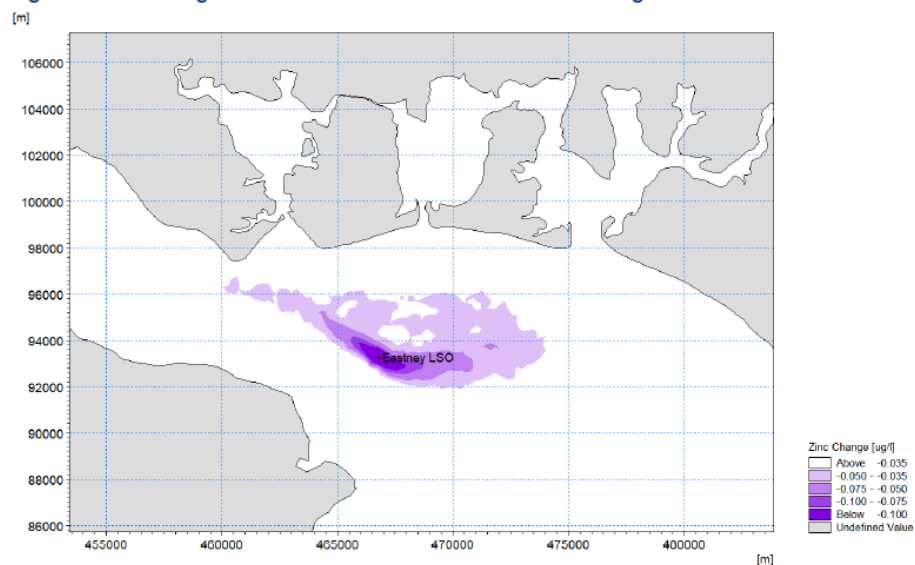 [m]
106000
104000
102000
100000
98000
96000
94000
92000
90000
88000
86000
Eastney LSO
455000 460000 465000 470000 475000 480000
[m]
Zinc Change [ug/l]
Above -0.035
-0.050 - -0.035
-0.075 - -0.050
-0.100 - -0.075
Below -0.100
Undefined Value